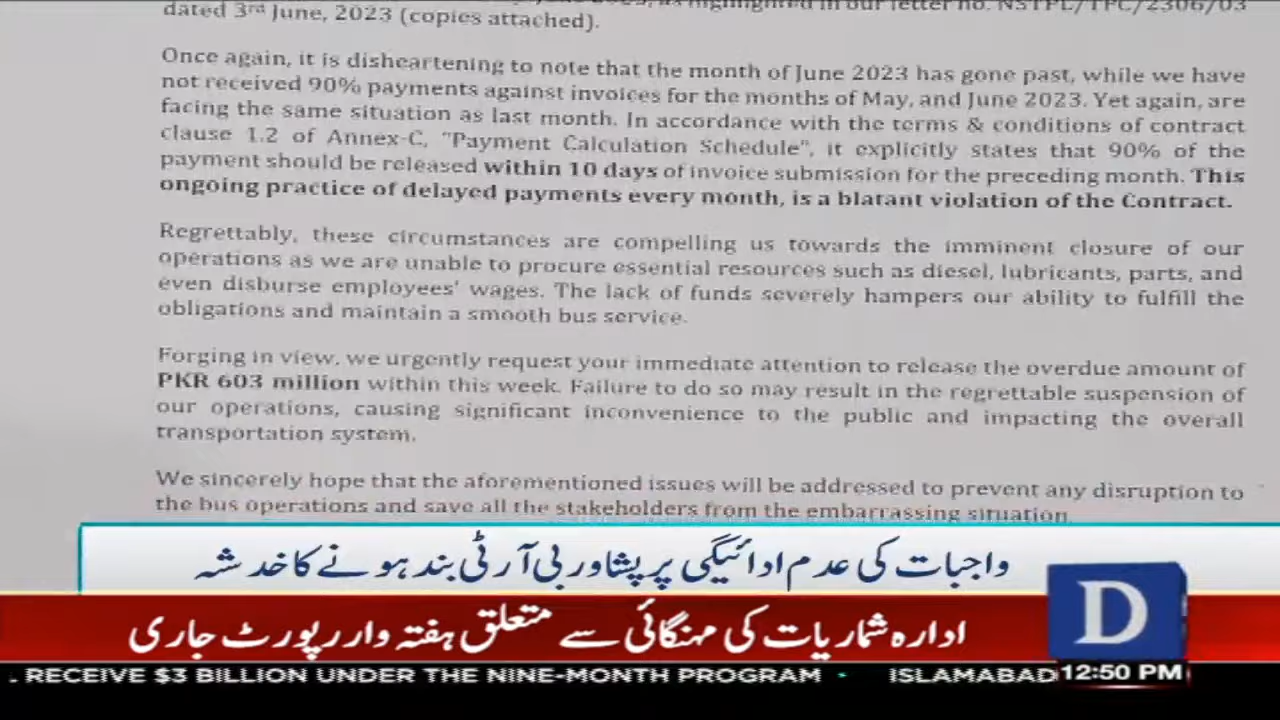 as highlighted in our letter no. NSTPL/TPC/2306/03
dated 3rd June, 2023 (copies attached).
Once again, it is disheartening to note that the month of June 2023 has gone past, while we have
not received 90% payments against invoices for the months of May, and June 2023. Yet again, are
facing the same situation as last month. In accordance with the terms & conditions of contract
clause 1.2 of Annex-C, "Payment Calculation Schedule", it explicitly states that 90% of the
payment should be released within 10 days of invoice submission for the preceding month. This
ongoing practice of delayed payments every month, is a blatant violation of the Contract.
Regrettably, these circumstances are compelling us towards the imminent closure of our
operations as we are unable to procure essential resources such as diesel, lubricants, parts, and
even disburse employees' wages. The lack of funds severely hampers our ability to fulfill the
obligations and maintain a smooth bus service.
Forging in view, we urgently request your immediate attention to release the overdue amount of
PKR 603 million within this week. Failure to do so may result in the regrettable suspension of
our operations, causing significant inconvenience to the public and impacting the overall
transportation system.
We sincerely hope that the aforementioned issues will be addressed to prevent any disruption to
the bus operations and save all the stakeholders from the embarrassing situation.
واجبات کی عدم ادائیگی پر پشاور بی آر ٹی بند ہونے کا خدشہ
ادارہ شماریات کی مہنگائی سے متعلق ہفتہ وار رپورٹ جاری
D
. RECEIVE $3 BILLION UNDER THE NINE-MONTH PROGRAM · ISLAMABAD 12:50 PM